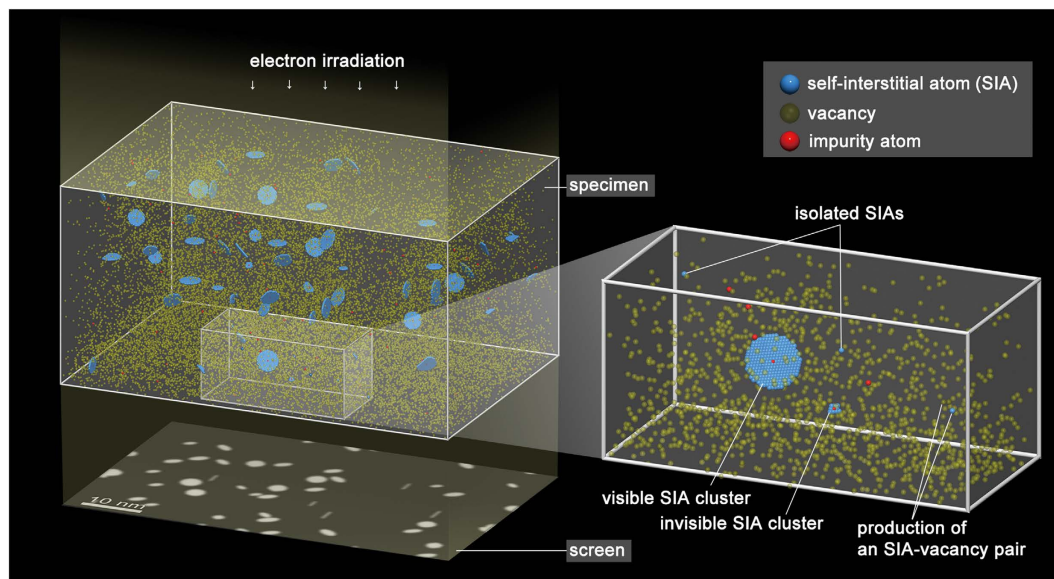 electron irradiation
self-interstitial atom (SIA)
vacancy
impurity atom
specimen
isolated SIAs
visible SIA cluster
invisible SIA cluster
production of
an SIA-vacancy pair
10 nm
screen